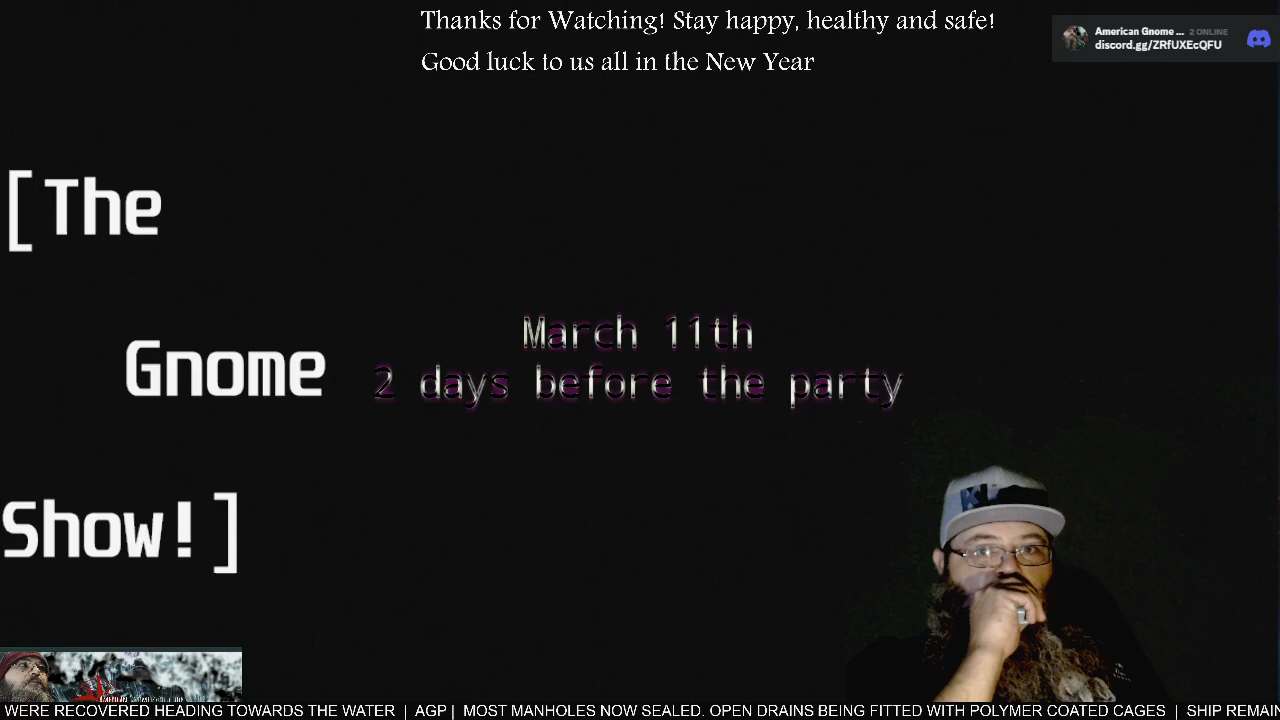 Thanks for Watching! Stay happy, healthy and safe!
Good luck to us all in the New Year
American Gnome ... 2 ONLINE
discord.gg/ZRfUXEcQFU
[The
Gnome
Show!]
March 11th
2 days before the party
WERE RECOVERED HEADING TOWARDS THE WATER | AGP | MOST MANHOLES NOW SEALED. OPEN DRAINS BEING FITTED WITH POLYMER COATED CAGES | SHIP REMAIN